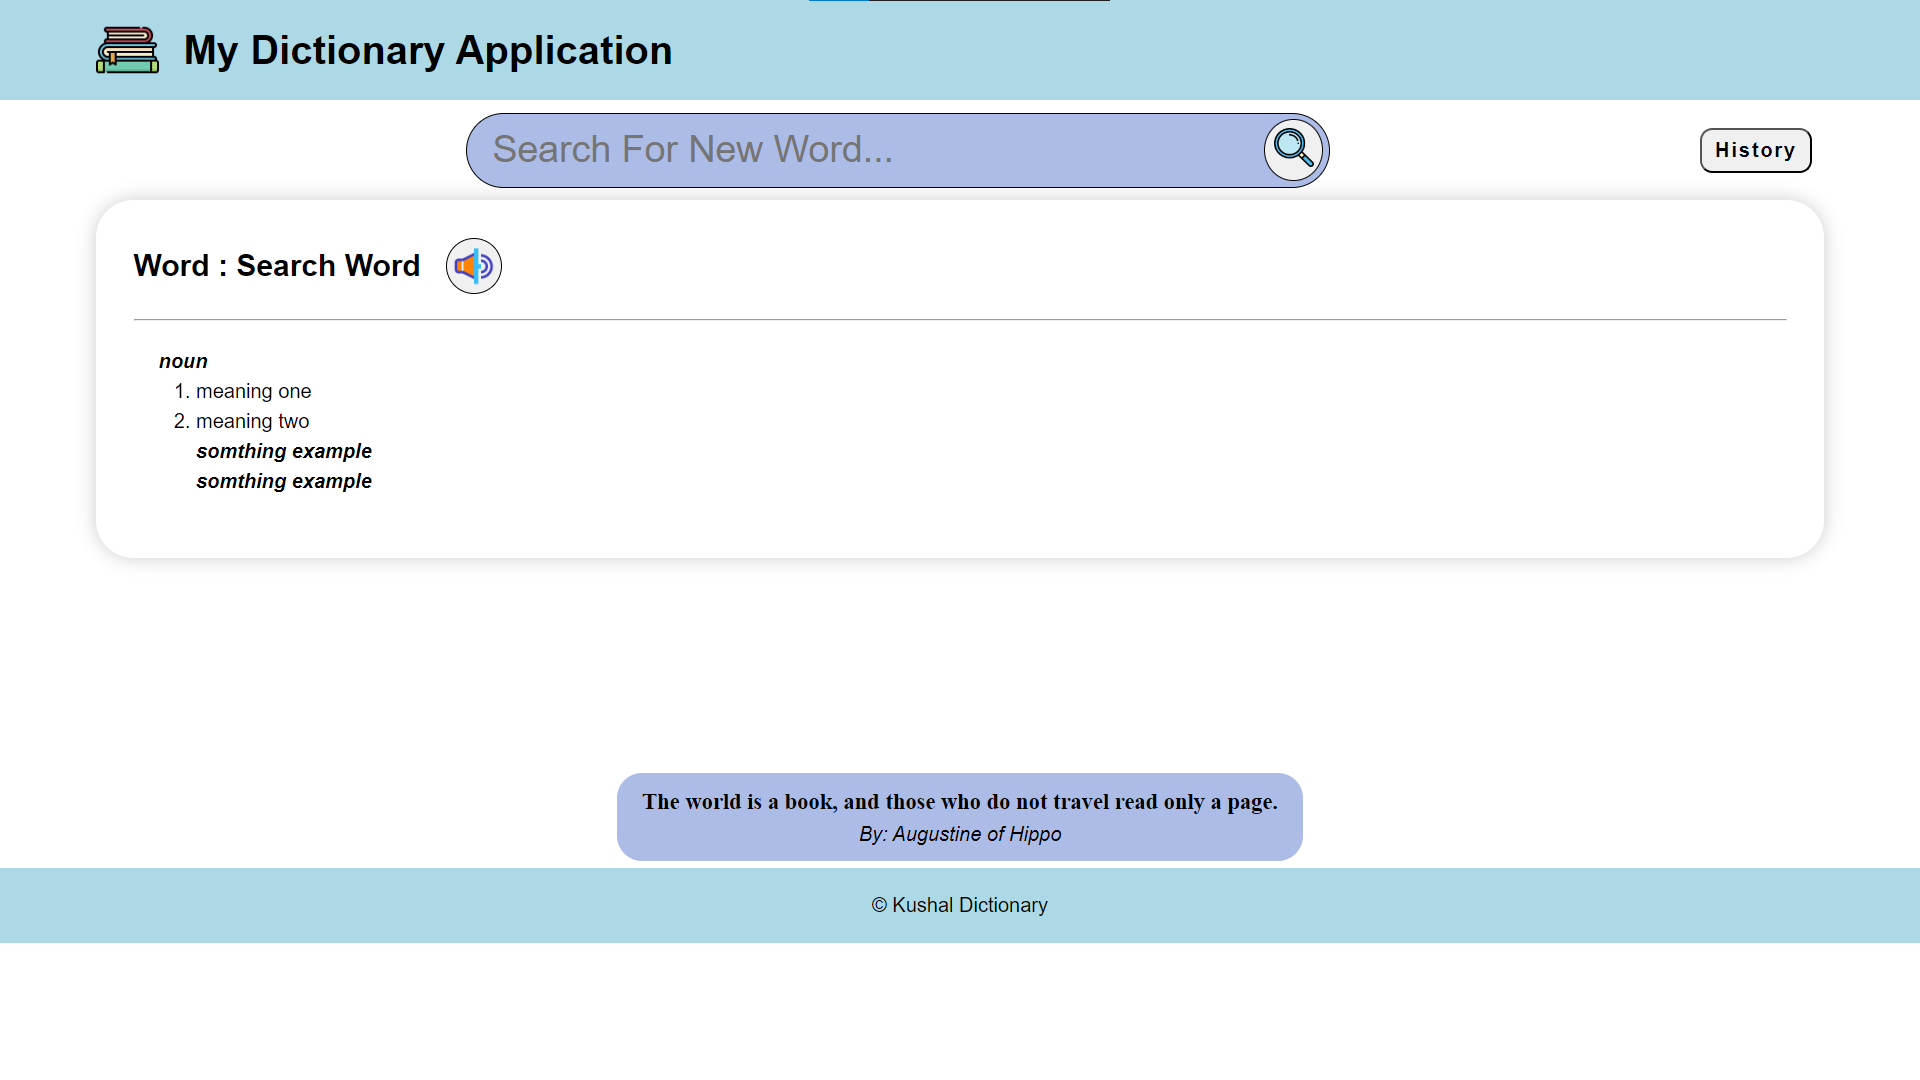 My Dictionary Application
Search For New Word...
History
Word : Search Word
noun
1. meaning one
2. meaning two
somthing example
somthing example
The world is a book, and those who do not travel read only a page.
By: Augustine of Hippo
© Kushal Dictionary